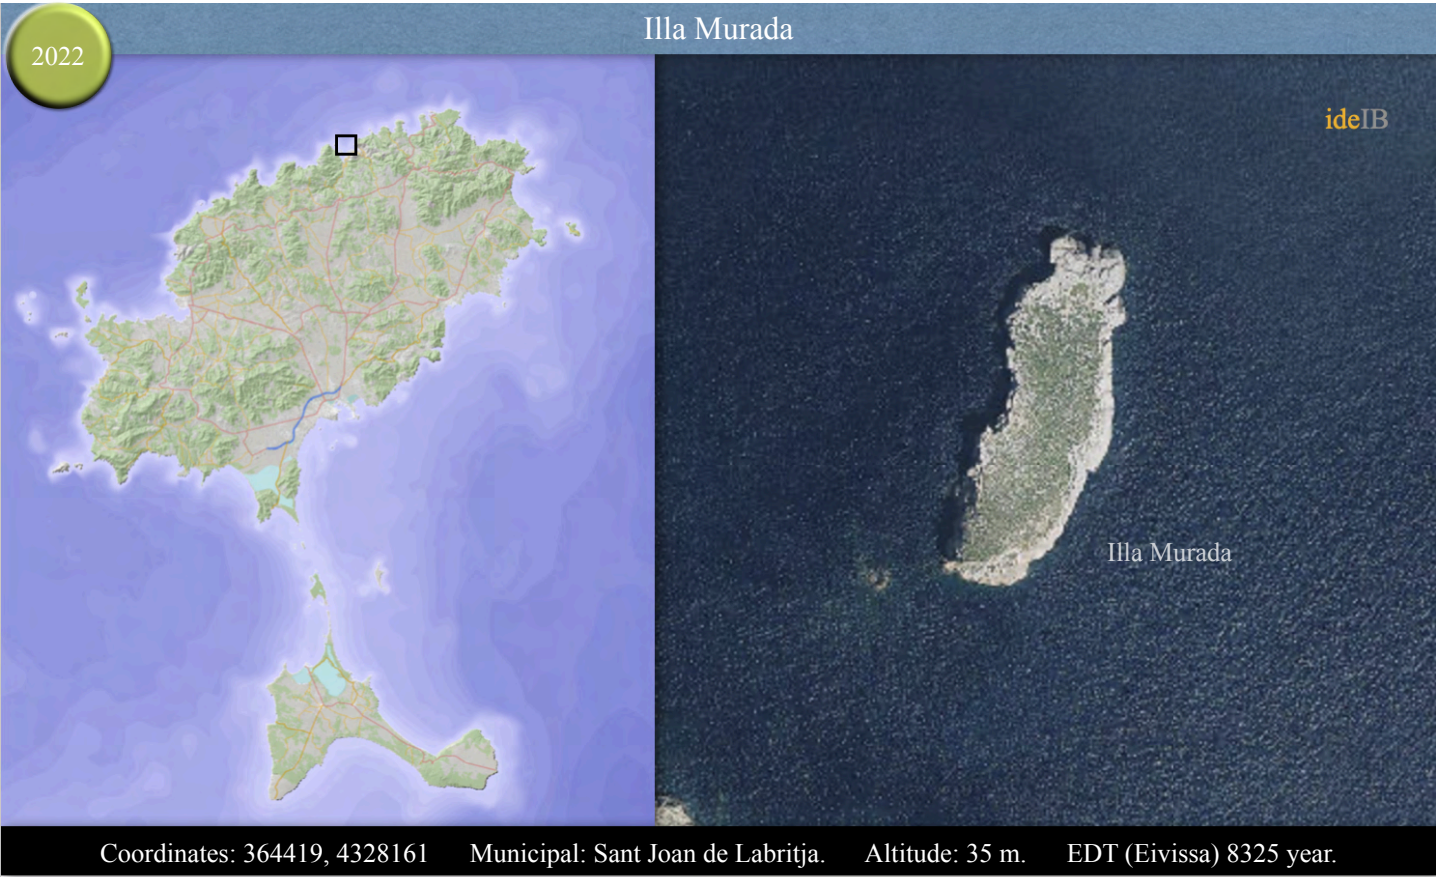 Illa Murada
2022
ideIB
Illa Murada
Coordinates: 364419, 4328161 Municipal: Sant Joan de Labritja. Altitude: 35 m. EDT (Eivissa) 8325 year.